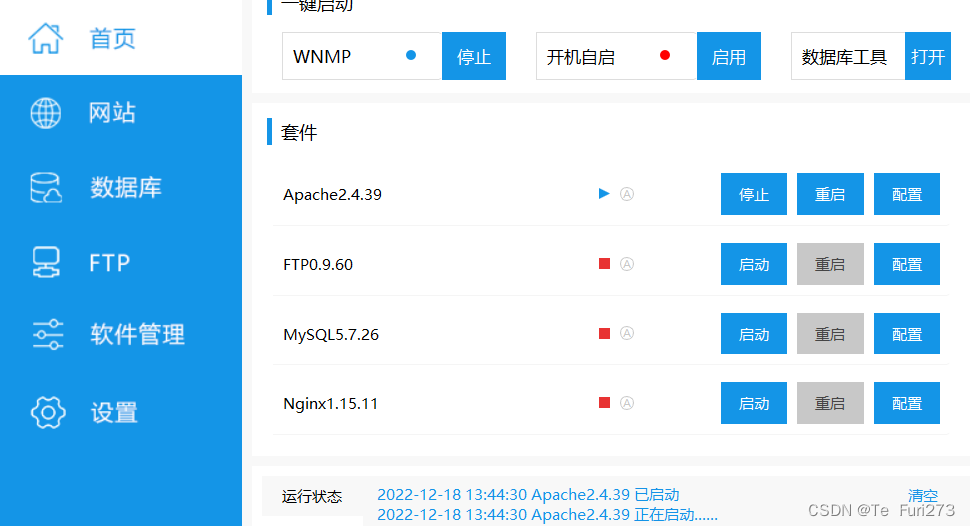 首页
网站
数据库
FTP
软件管理
设置
一键启动
WNMP 停止 开机自启 启用 数据库工具 打开
套件
Apache2.4.39 Ⓐ 停止 重启 配置
FTP0.9.60 Ⓐ 启动 重启 配置
MySQL5.7.26 Ⓐ 启动 重启 配置
Nginx1.15.11 Ⓐ 启动 重启 配置
运行状态 2022-12-18 13:44:30 Apache2.4.39 已启动 清空
2022-12-18 13:44:30 Apache2.4.39 正在启动......
CSDN @Te_Furi273